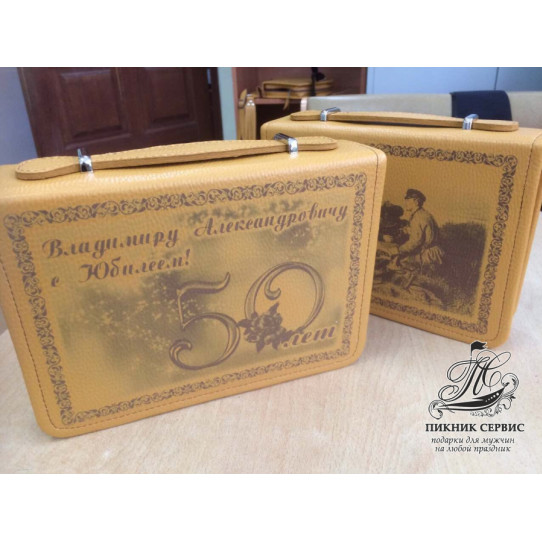 Владимиру Александровичу
с Юбилеем!
50
лет
ПС
ПИКНИК СЕРВИС
подарки для мужчин
на любой праздник